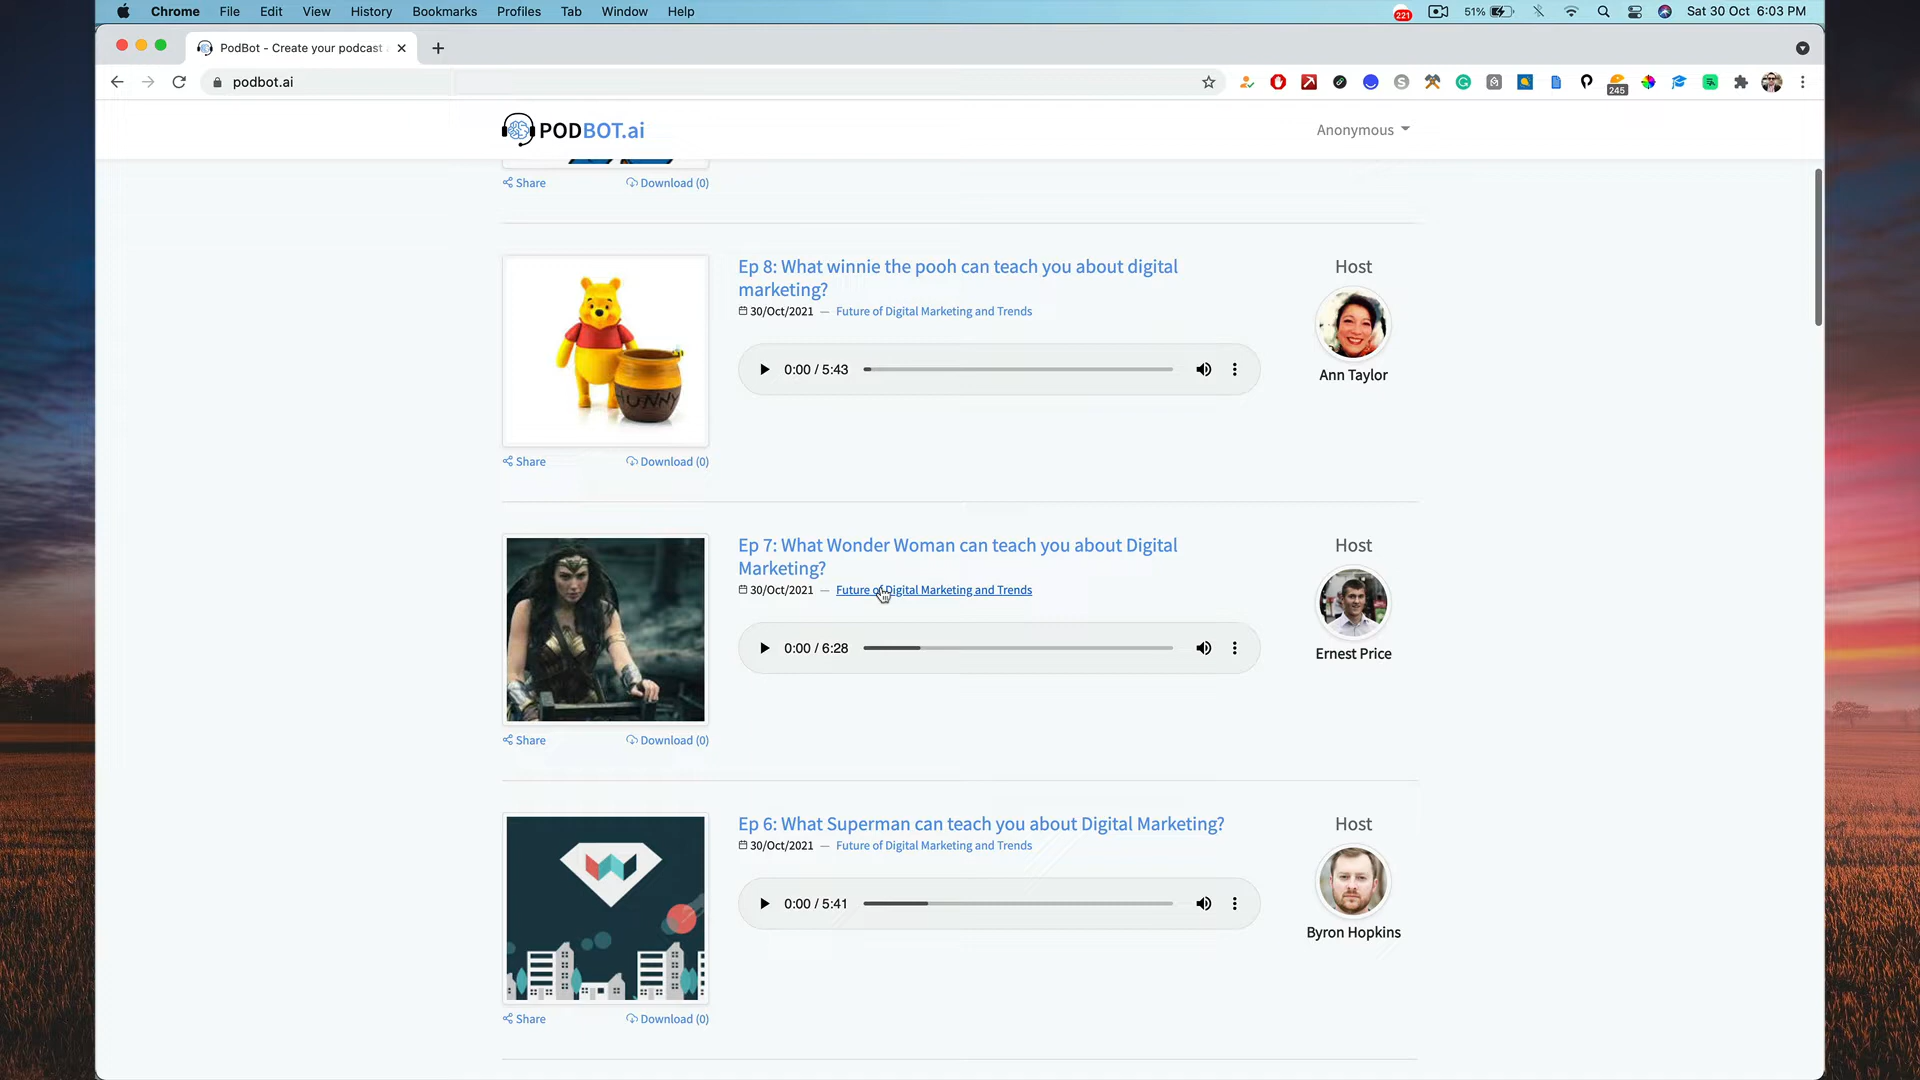 Chrome File Edit View History Bookmarks Profiles Tab Window Help
221 51% Sat 30 Oct 6:03 PM
PodBot - Create your podcast
podbot.ai
245
PODBOT.ai
Anonymous
Share Download (0)
Ep 8: What winnie the pooh can teach you about digital
marketing?
30/Oct/2021 — Future of Digital Marketing and Trends
0:00 / 5:43
Host
Ann Taylor
HUNNY
Share Download (0)
Ep 7: What Wonder Woman can teach you about Digital
Marketing?
30/Oct/2021 — Future of Digital Marketing and Trends
0:00 / 6:28
Host
Ernest Price
Share Download (0)
Ep 6: What Superman can teach you about Digital Marketing?
30/Oct/2021 — Future of Digital Marketing and Trends
0:00 / 5:41
Host
Byron Hopkins
Share Download (0)